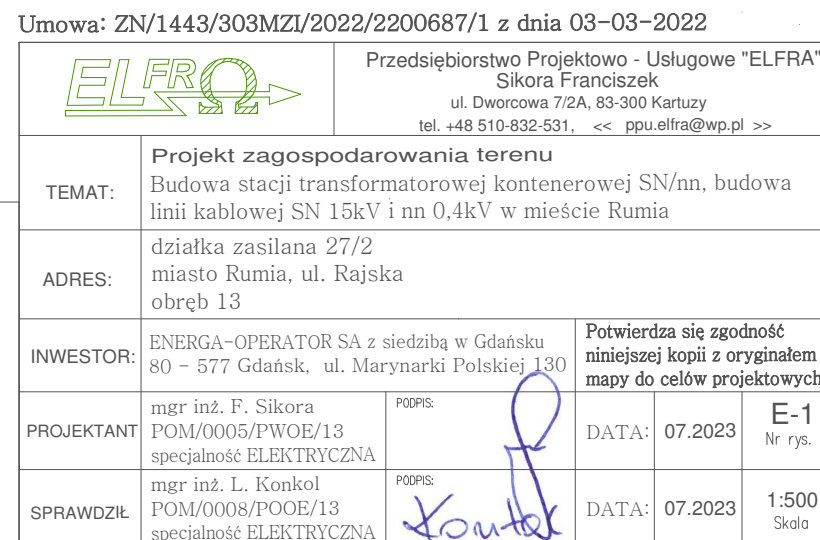 Umowa: ZN/1443/303MZI/2022/2200687/1 z dnia 03-03-2022
ELFR Ω
Przedsiębiorstwo Projektowo - Usługowe "ELFRA"
Sikora Franciszek
ul. Dworcowa 7/2A, 83-300 Kartuzy
tel. +48 510-832-531, << ppu.elfra@wp.pl >>
TEMAT:
Projekt zagospodarowania terenu
Budowa stacji transformatorowej kontenerowej SN/nn, budowa
linii kablowej SN 15kV i nn 0,4kV w mieście Rumia
ADRES:
działka zasilana 27/2
miasto Rumia, ul. Rajska
obręb 13
INWESTOR:
ENERGA-OPERATOR SA z siedzibą w Gdańsku
80 - 577 Gdańsk, ul. Marynarki Polskiej 130
Potwierdza się zgodność
niniejszej kopii z oryginałem
mapy do celów projektowych
PROJEKTANT
mgr inż. F. Sikora
POM/0005/PWOE/13
specjalność ELEKTRYCZNA
PODPIS:
DATA:
07.2023
E-1
Nr rys.
SPRAWDZIŁ
mgr inż. L. Konkol
POM/0008/POOE/13
specjalność ELEKTRYCZNA
PODPIS:
DATA:
07.2023
1:500
Skala